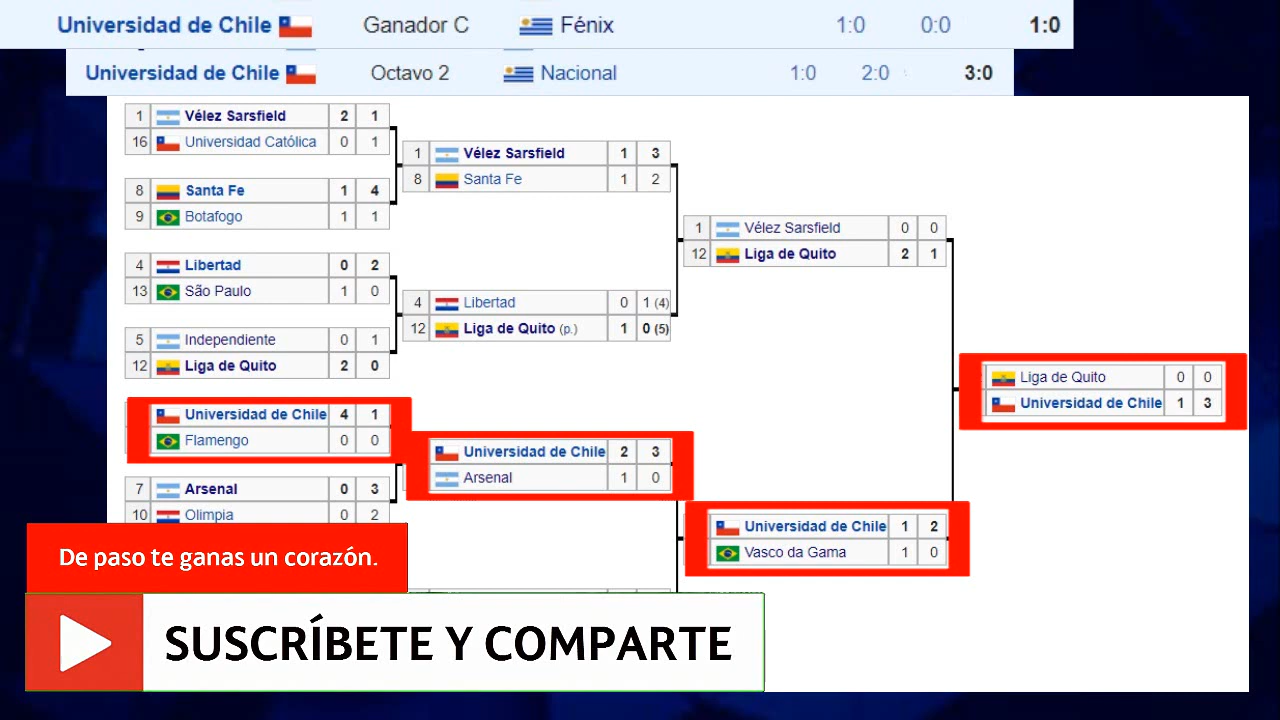 Universidad de Chile Ganador C Fénix 1:0 0:0 1:0
Universidad de Chile Octavo 2 Nacional 1:0 2:0 3:0
1 Vélez Sarsfield 2 1
16 Universidad Católica 0 1
8 Santa Fe 1 4
9 Botafogo 1 1
4 Libertad 0 2
13 São Paulo 1 0
5 Independiente 0 1
12 Liga de Quito 2 0
Universidad de Chile 4 1
Flamengo 0 0
7 Arsenal 0 3
10 Olimpia 0 2
1 Vélez Sarsfield 1 3
8 Santa Fe 1 2
4 Libertad 0 1 (4)
12 Liga de Quito (p.) 1 0 (5)
Universidad de Chile 2 3
Arsenal 1 0
1 Vélez Sarsfield 0 0
12 Liga de Quito 2 1
Universidad de Chile 1 2
Vasco da Gama 1 0
Liga de Quito 0 0
Universidad de Chile 1 3
De paso te ganas un corazón.
SUSCRÍBETE Y COMPARTE